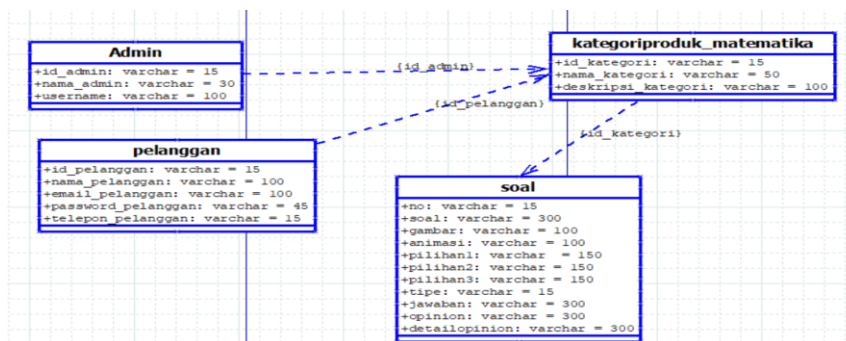 Admin
+id_admin: varchar = 15
+nama_admin: varchar = 30
+username: varchar = 100
{id_admin}
kategoriproduk_matematika
+id_kategori: varchar = 15
+nama_kategori: varchar = 50
+deskripsi_kategori: varchar = 100
{id_pelanggan}
pelanggan
+id_pelanggan: varchar = 15
+nama_pelanggan: varchar = 100
+email_pelanggan: varchar = 100
+password_pelanggan: varchar = 45
+telepon_pelanggan: varchar = 15
{id_kategori}
soal
+no: varchar = 15
+soal: varchar = 300
+gambar: varchar = 100
+animasi: varchar = 100
+pilihan1: varchar = 150
+pilihan2: varchar = 150
+pilihan3: varchar = 150
+tipe: varchar = 15
+jawaban: varchar = 300
+opinion: varchar = 300
+detailopinion: varchar = 300